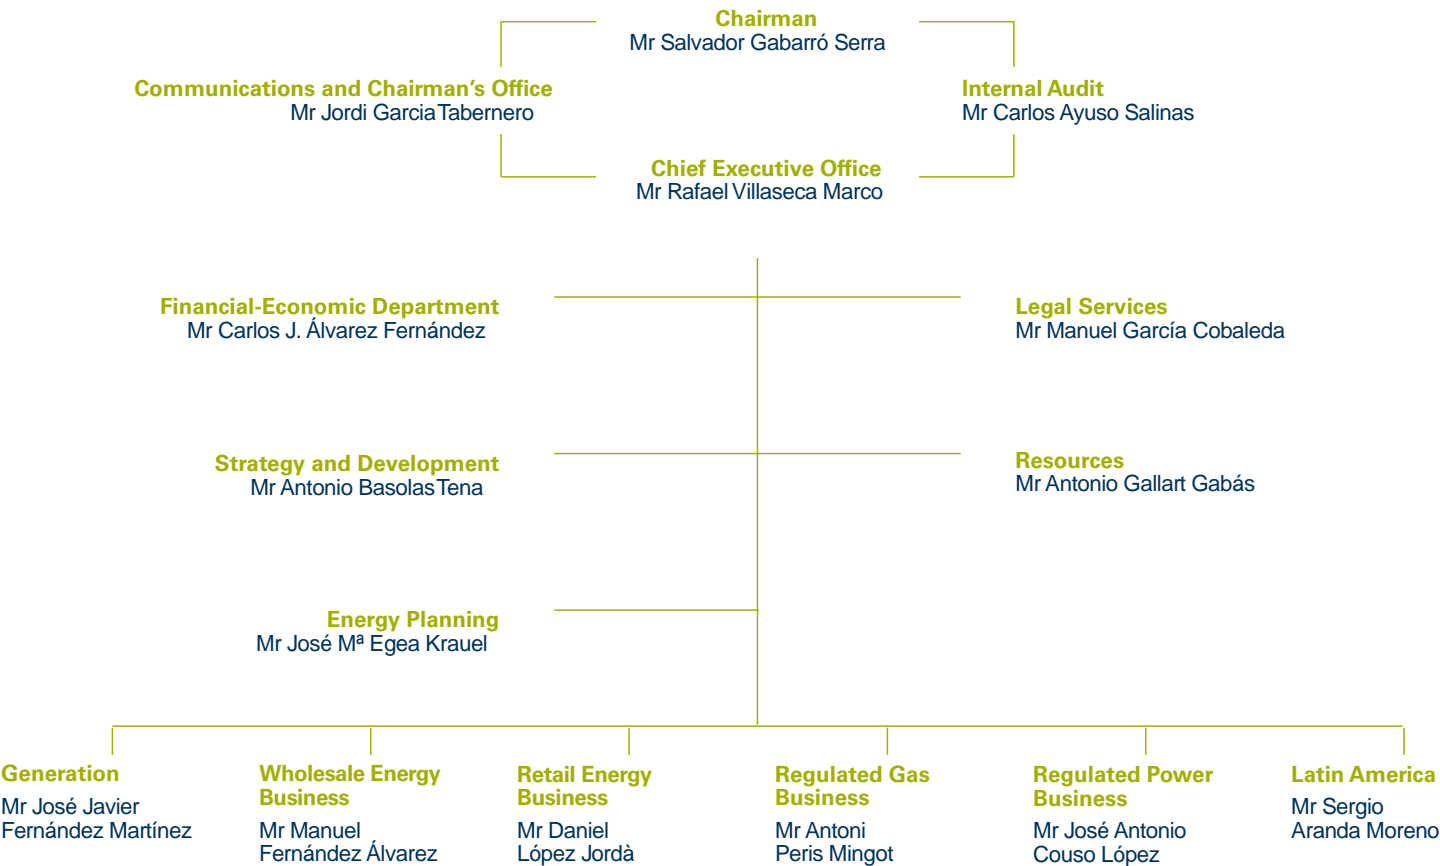 Chairman
Mr Salvador Gabarró Serra
Communications and Chairman's Office
Mr Jordi Garcia Tabernero
Internal Audit
Mr Carlos Ayuso Salinas
Chief Executive Office
Mr Rafael Villaseca Marco
Financial-Economic Department
Mr Carlos J. Álvarez Fernández
Legal Services
Mr Manuel García Cobaleda
Strategy and Development
Mr Antonio Basolas Tena
Resources
Mr Antonio Gallart Gabás
Energy Planning
Mr José Mª Egea Krauel
Generation
Mr José Javier
Fernández Martínez
Wholesale Energy
Business
Mr Manuel
Fernández Álvarez
Retail Energy
Business
Mr Daniel
López Jordà
Regulated Gas
Business
Mr Antoni
Peris Mingot
Regulated Power
Business
Mr José Antonio
Couso López
Latin America
Mr Sergio
Aranda Moreno